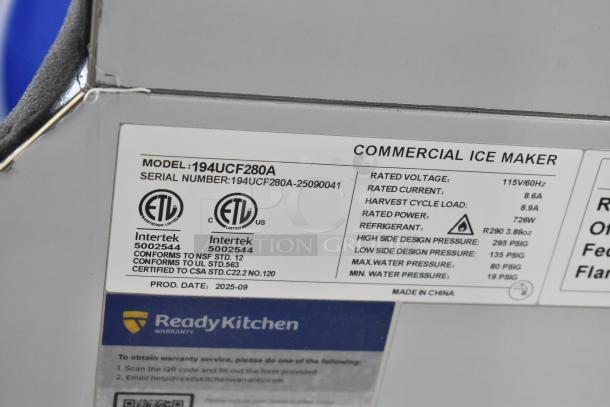 COMMERCIAL ICE MAKER
MODEL:194UCF280A
SERIAL NUMBER:194UCF280A-25090041
ETL
C ETL US
Intertek
5002544
Intertek
5002544
CONFORMS TO NSF STD. 12
CONFORMS TO UL STD.563
CERTIFIED TO CSA STD.C22.2 NO.120
PROD. DATE: 2025-09
RATED VOLTAGE: 115V/60Hz
RATED CURRENT: 8.6A
HARVEST CYCLE LOAD: 8.9A
RATED POWER: 726W
REFRIGERANT: R290 3.88oz
HIGH SIDE DESIGN PRESSURE: 295 PSIG
LOW SIDE DESIGN PRESSURE: 135 PSIG
MAX.WATER PRESSURE: 80 PSIG
MIN. WATER PRESSURE: 19 PSIG
MADE IN CHINA
R
Of
Fed
Flar
ReadyKitchen
WARRANTY
To obtain warranty service, please do one of the following:
1. Scan the QR code and fill out the form provided
2. Email help@readykitchenwarranty.com
AUCTION GROUP